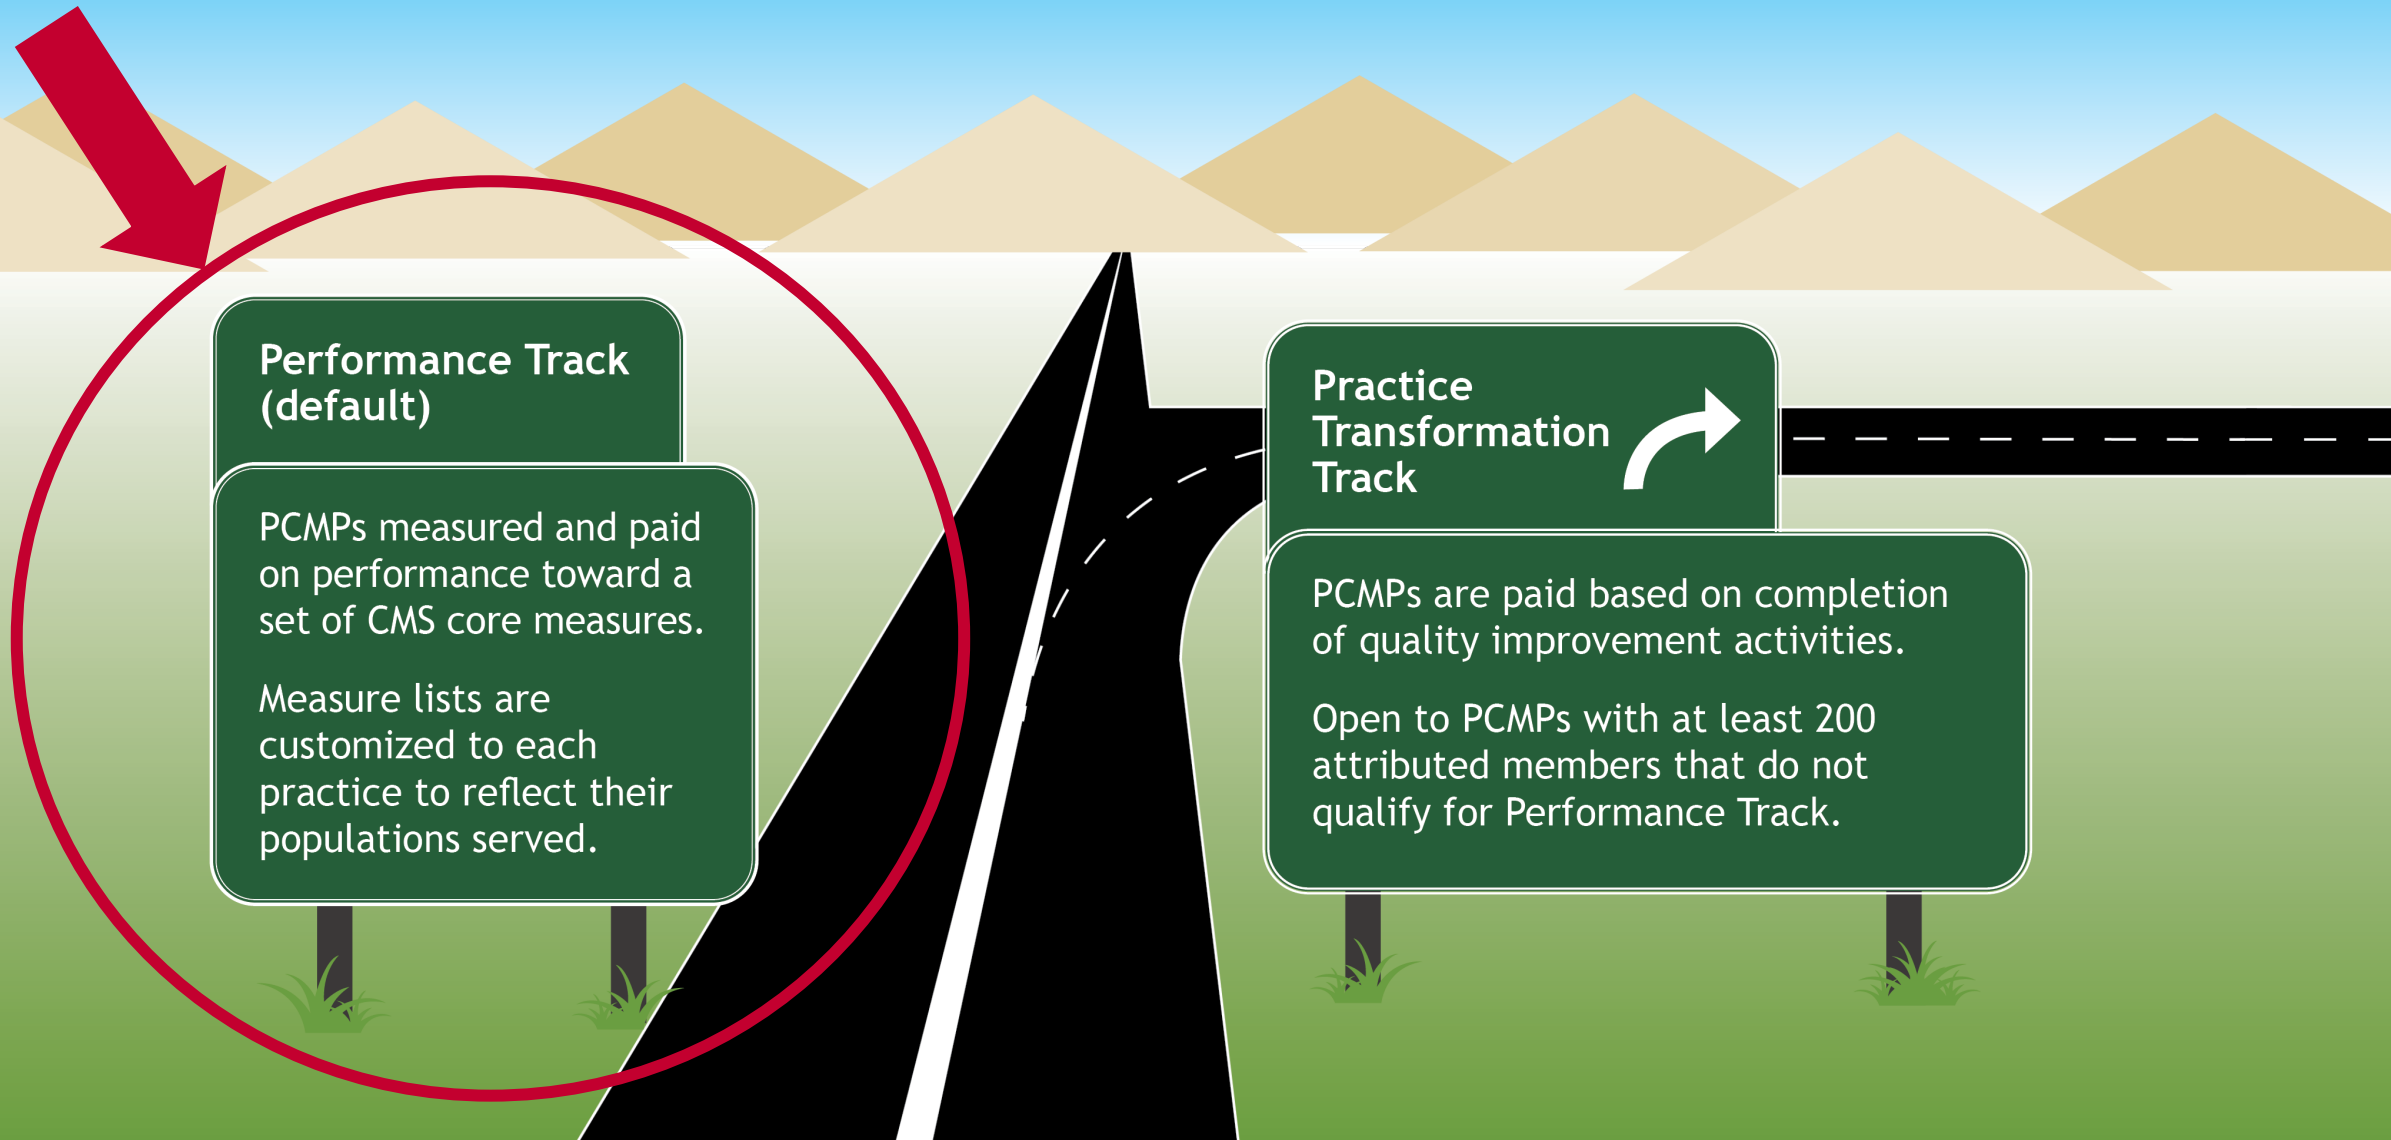 Performance Track
(default)
PCMPs measured and paid
on performance toward a
set of CMS core measures.
Measure lists are
customized to each
practice to reflect their
populations served.
Practice
Transformation
Track
PCMPs are paid based on completion
of quality improvement activities.
Open to PCMPs with at least 200
attributed members that do not
qualify for Performance Track.